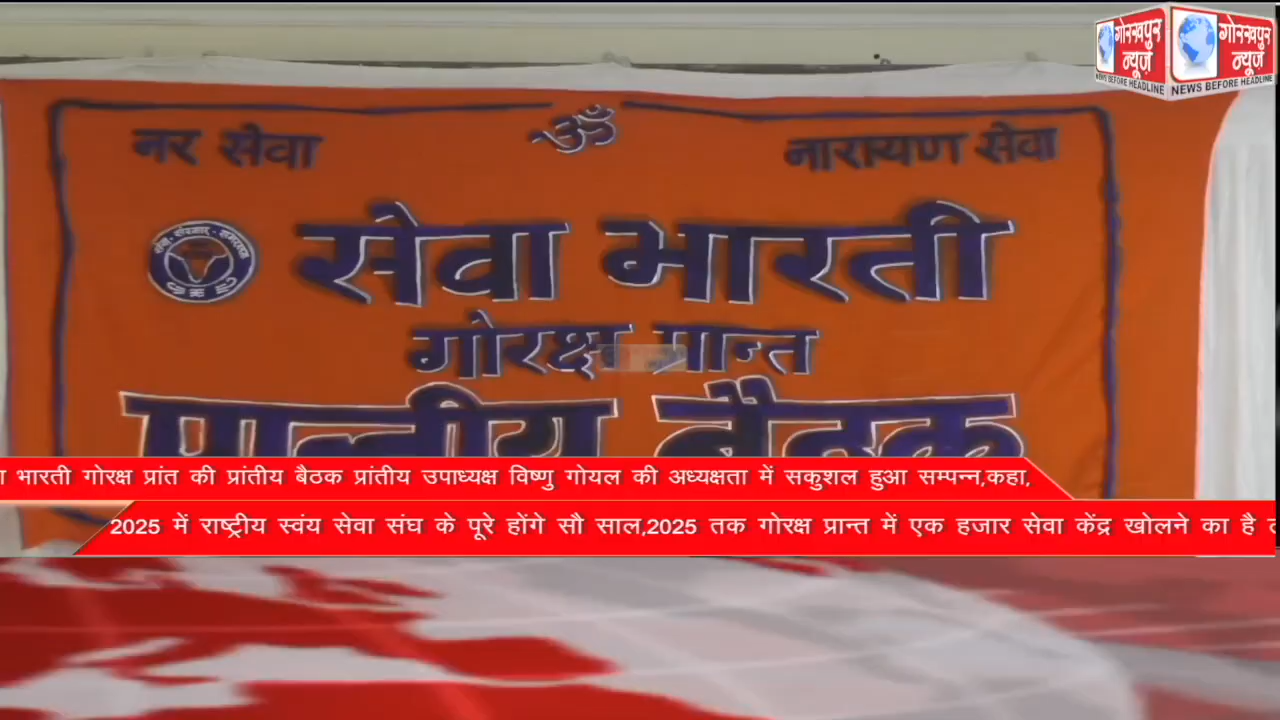 गोरखपुर
न्यूज़
NEWS BEFORE HEADLINE
गोरखपुर
न्यूज़
NEWS BEFORE HEADLINE
नर सेवा
ॐ
नारायण सेवा
सेवा भारती
गोरक्ष प्रान्त
प्रान्तीय बैठक
भारती गोरक्ष प्रांत की प्रांतीय बैठक प्रांतीय उपाध्यक्ष विष्णु गोयल की अध्यक्षता में सकुशल हुआ सम्पन्न,कहा,
2025 में राष्ट्रीय स्वंय सेवा संघ के पूरे होंगे सौ साल,2025 तक गोरक्ष प्रान्त में एक हजार सेवा केंद्र खोलने का है